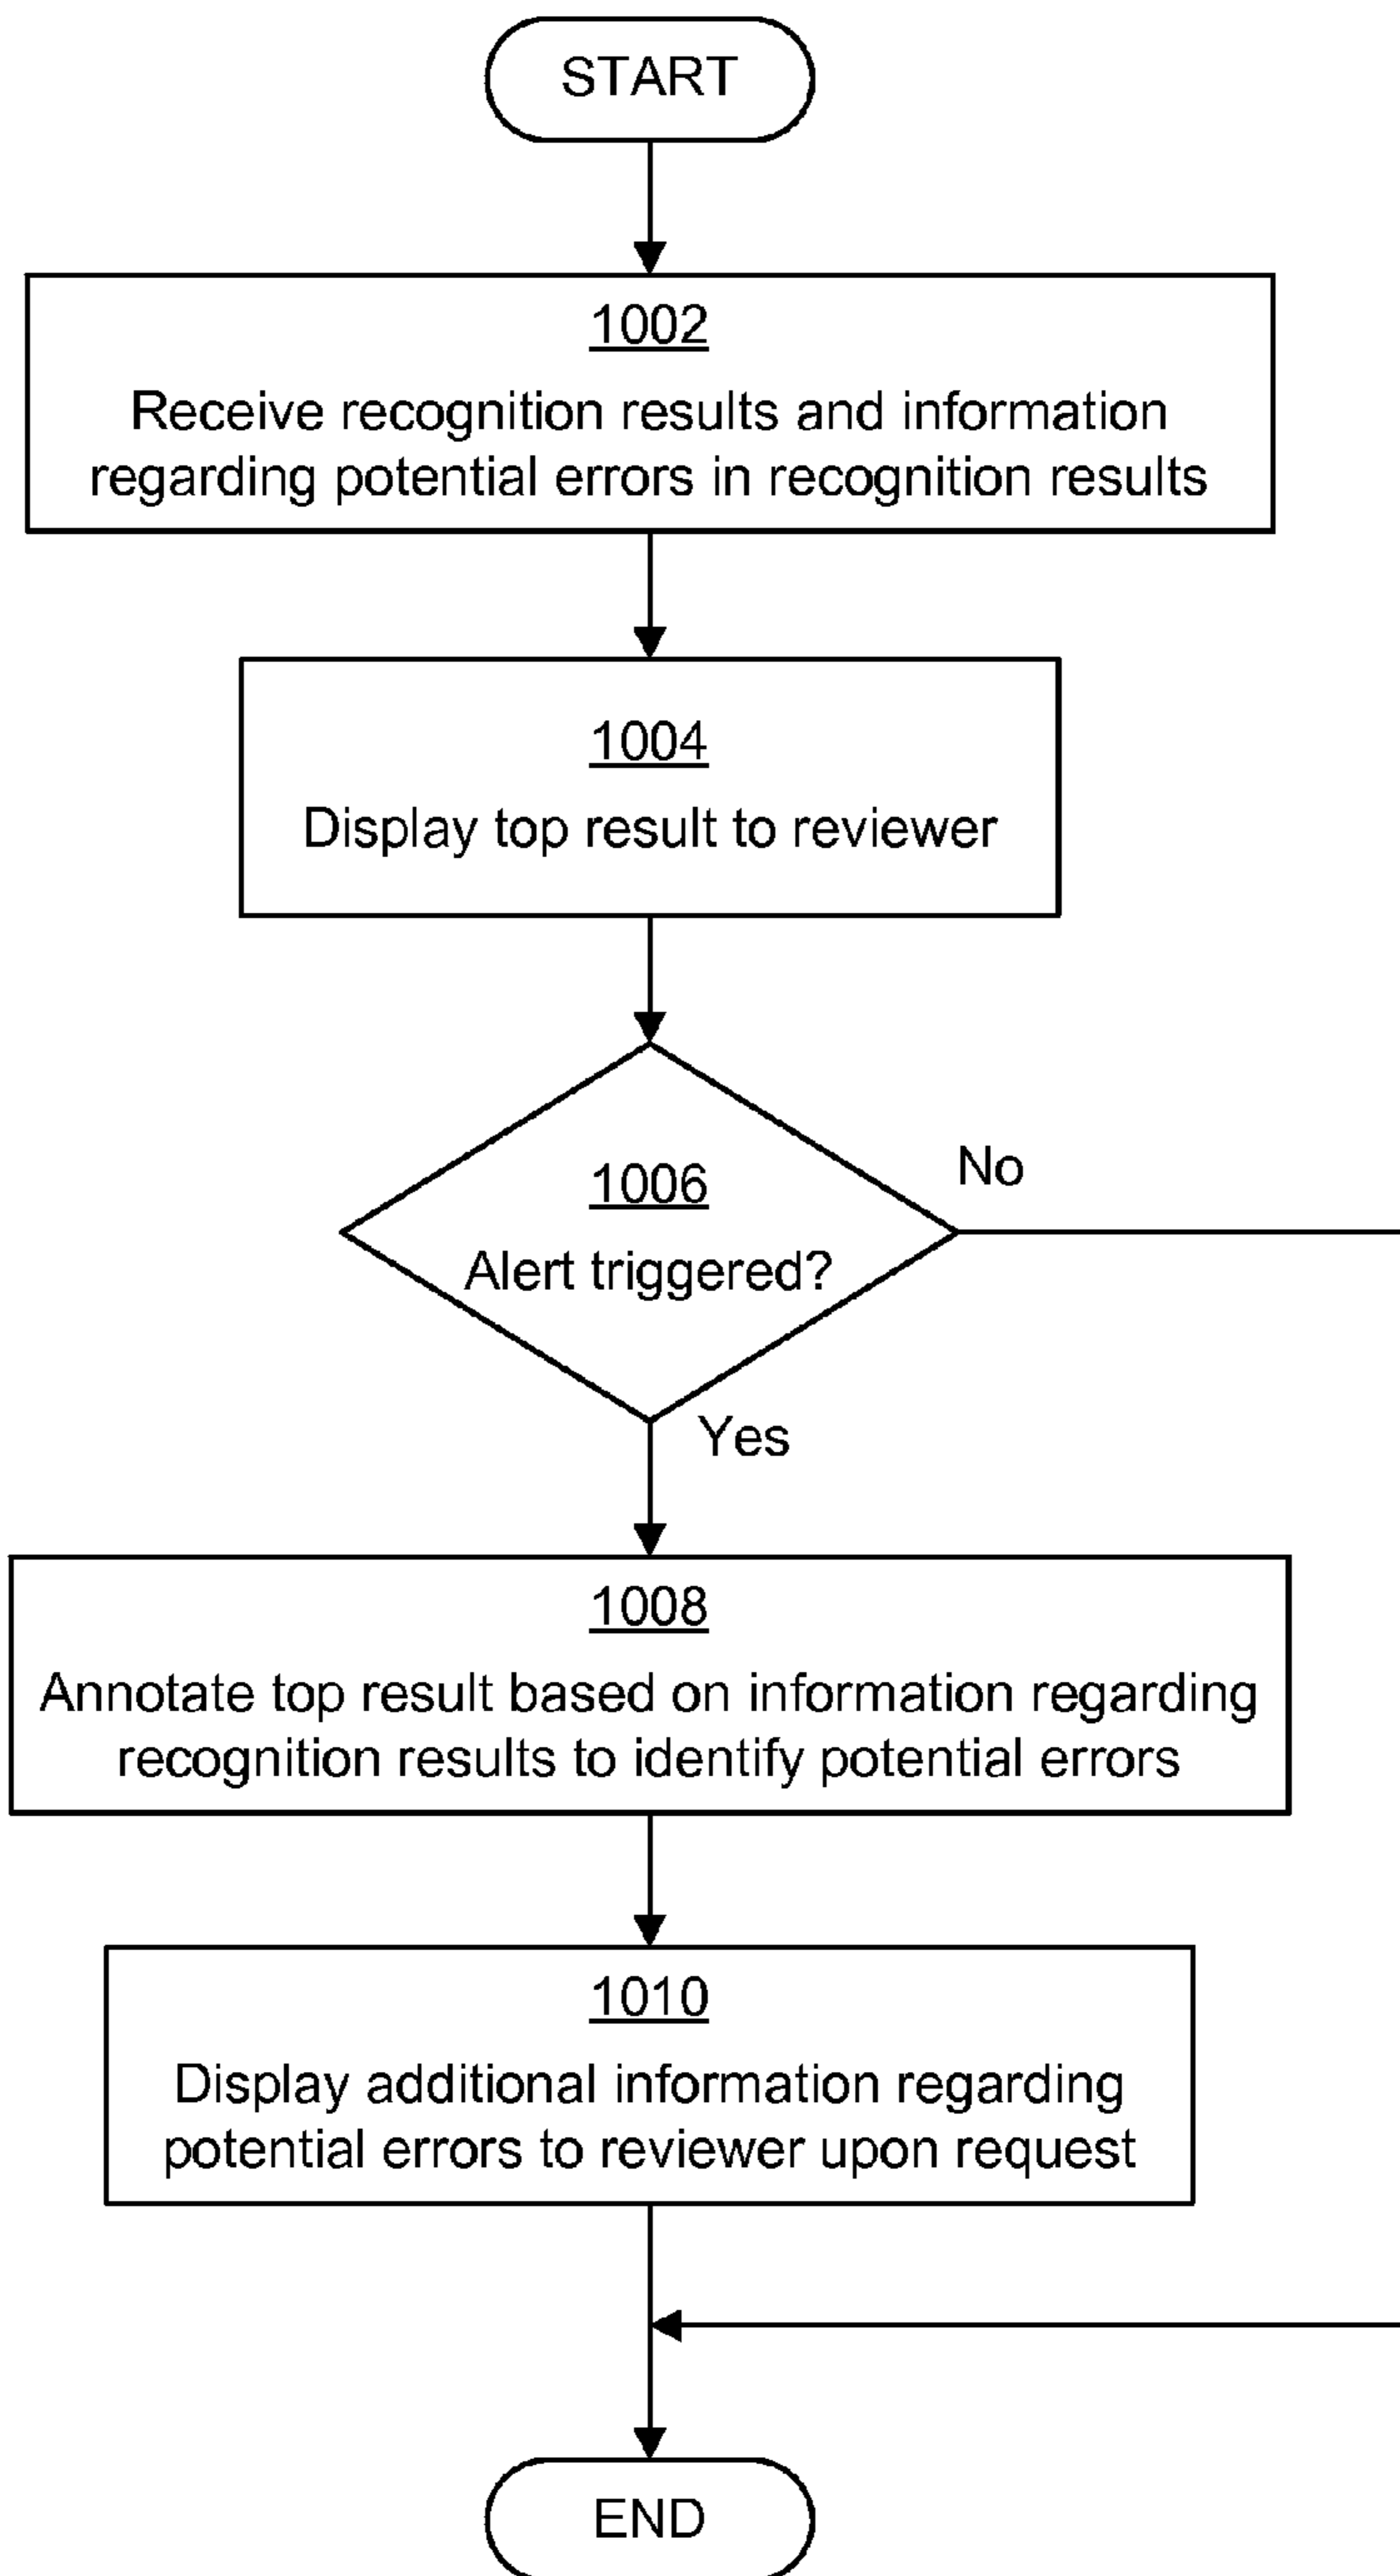 START
1002
Receive recognition results and information
regarding potential errors in recognition results
1004
Display top result to reviewer
1006
Alert triggered?
No
Yes
1008
Annotate top result based on information regarding
recognition results to identify potential errors
1010
Display additional information regarding
potential errors to reviewer upon request
END